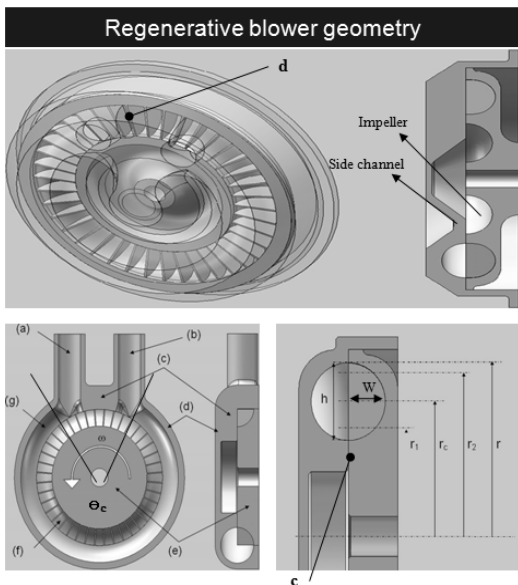 Regenerative blower geometry
d
Impeller
Side channel
(a)
(b)
(c)
(g)
(d)
ω
Θc
(f)
(e)
h
W
r1
rc
r2
r
c